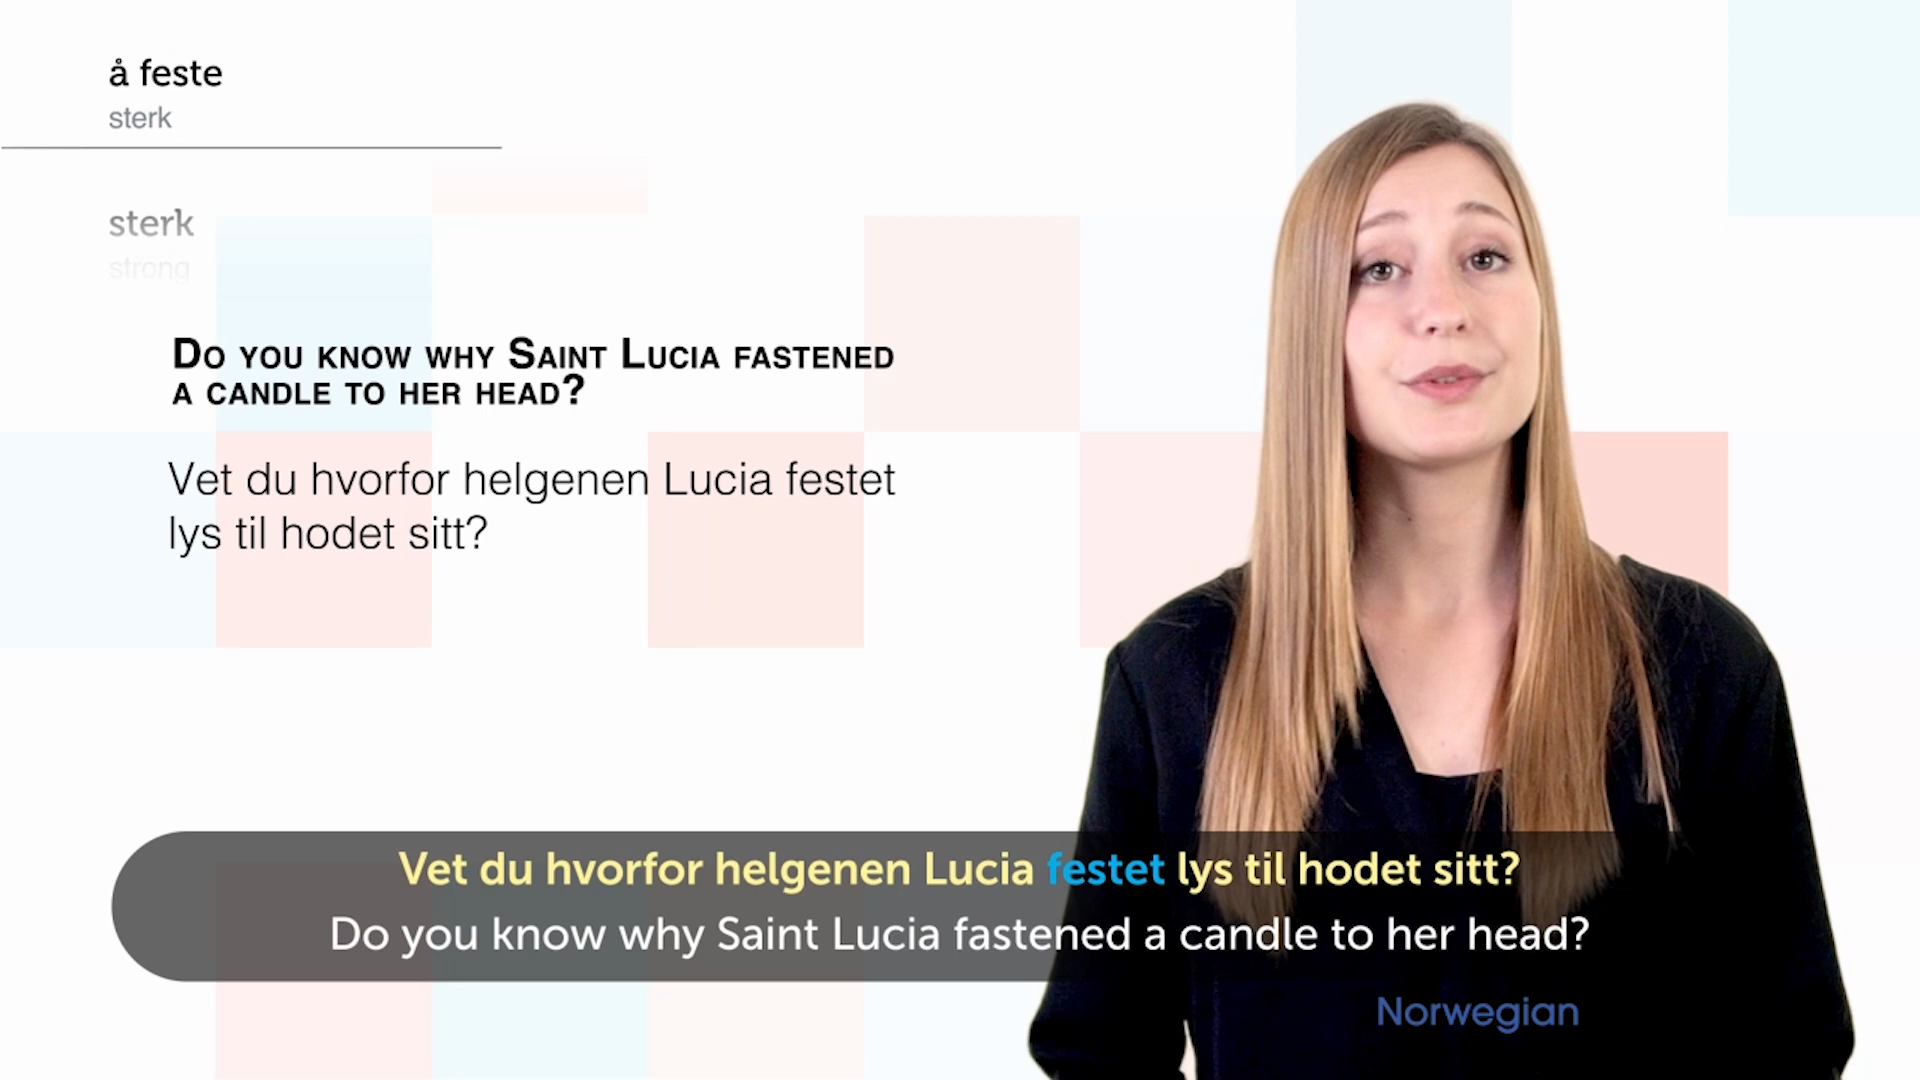 å feste
sterk
sterk
strong
Do you know why Saint Lucia fastened
a candle to her head?
Vet du hvorfor helgenen Lucia festet
lys til hodet sitt?
Vet du hvorfor helgenen Lucia festet lys til hodet sitt?
Do you know why Saint Lucia fastened a candle to her head?
Norwegian